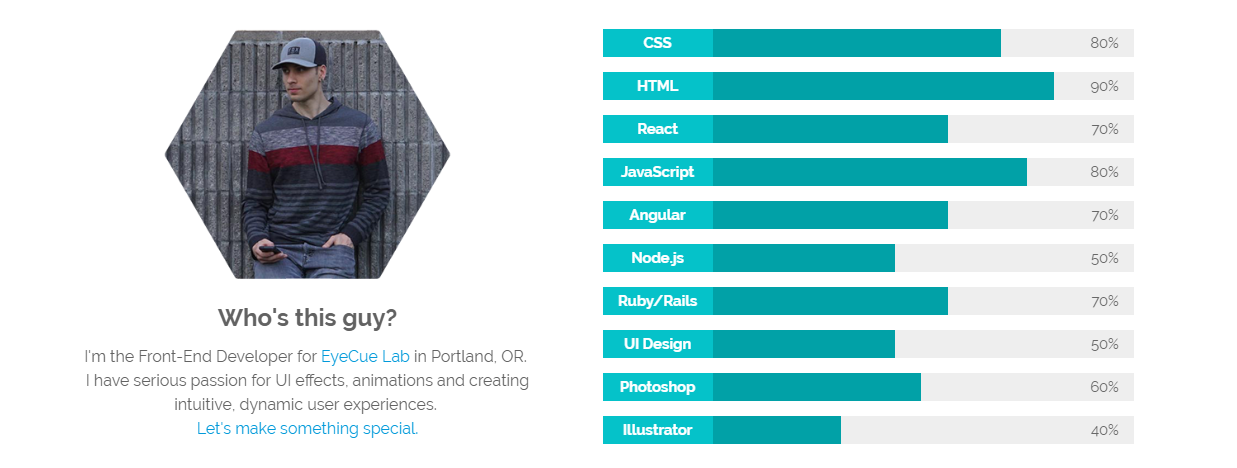 Who's this guy?
I'm the Front-End Developer for EyeCue Lab in Portland, OR.
I have serious passion for UI effects, animations and creating
intuitive, dynamic user experiences.
Let's make something special.
CSS 80%
HTML 90%
React 70%
JavaScript 80%
Angular 70%
Node.js 50%
Ruby/Rails 70%
UI Design 50%
Photoshop 60%
Illustrator 40%